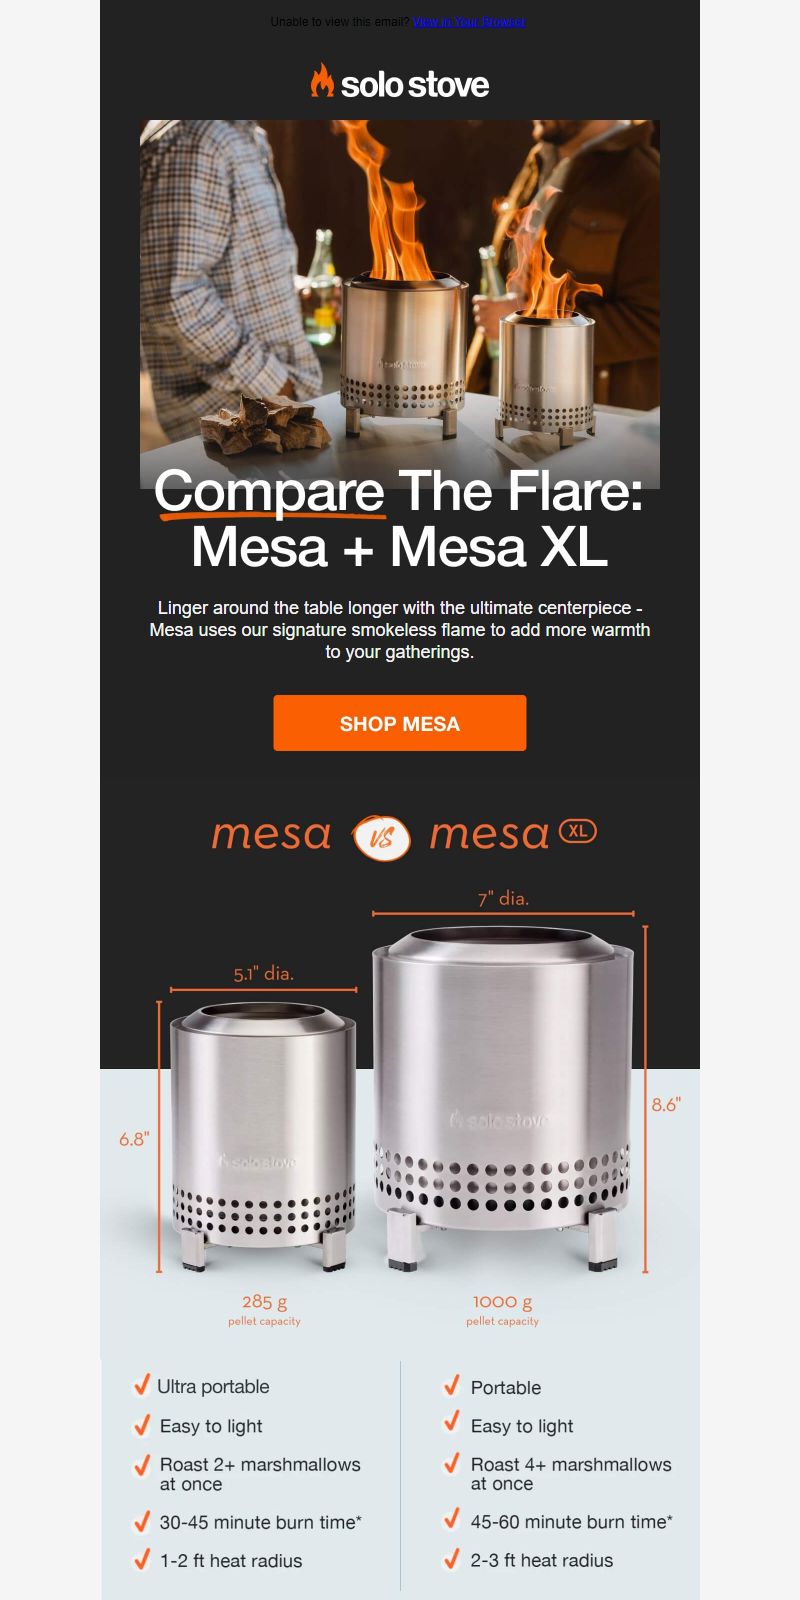 Unable to view this email? View in Your Browser
solo stove
Compare The Flare:
Mesa + Mesa XL
Linger around the table longer with the ultimate centerpiece -
Mesa uses our signature smokeless flame to add more warmth
to your gatherings.
SHOP MESA
mesa VS mesa XL
7" dia.
5.1" dia.
8.6"
6.8"
solo stove
solo stove
285 g
pellet capacity
1000 g
pellet capacity
Ultra portable
Easy to light
Roast 2+ marshmallows
at once
30-45 minute burn time*
1-2 ft heat radius
Portable
Easy to light
Roast 4+ marshmallows
at once
45-60 minute burn time*
2-3 ft heat radius